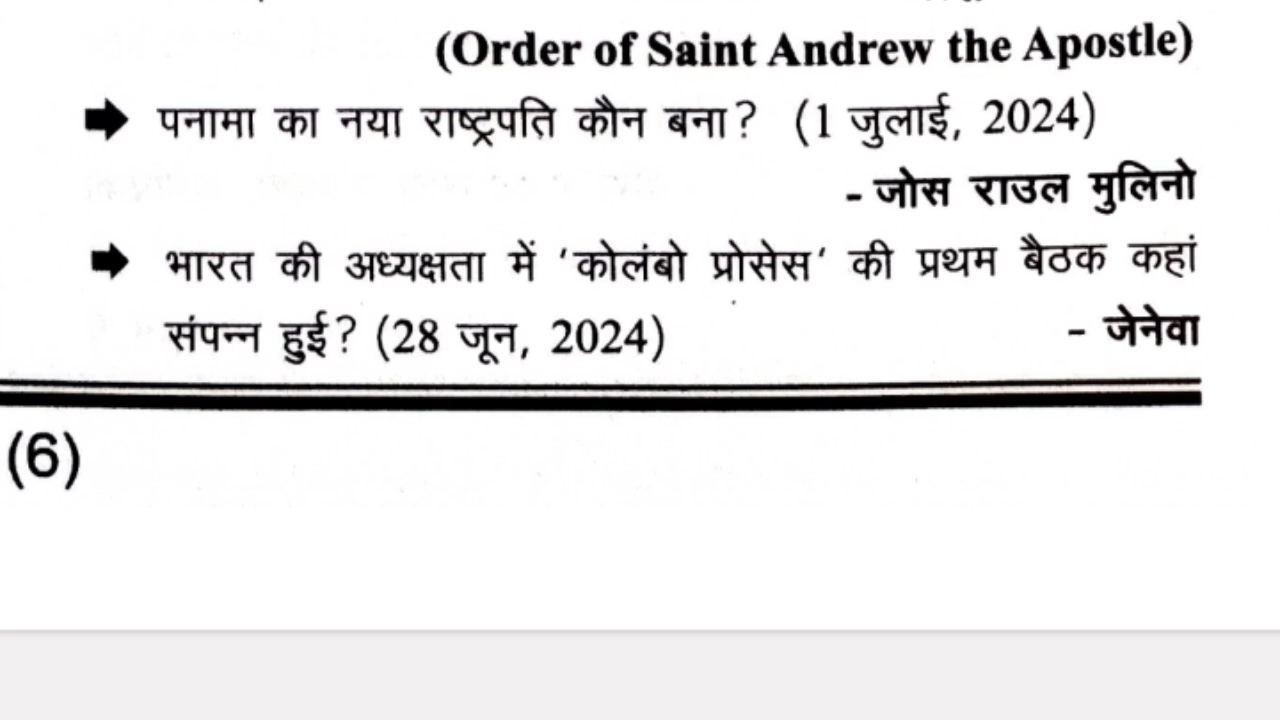 (Order of Saint Andrew the Apostle)
➡ पनामा का नया राष्ट्रपति कौन बना? (1 जुलाई, 2024)
- जोस राउल मुलिनो
➡ भारत की अध्यक्षता में ‘कोलंबो प्रोसेस’ की प्रथम बैठक कहां
संपन्न हुई? (28 जून, 2024) - जेनेवा
(6)